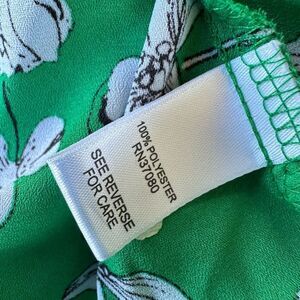 100% POLYESTER
RN37080
SEE REVERSE
FOR CARE